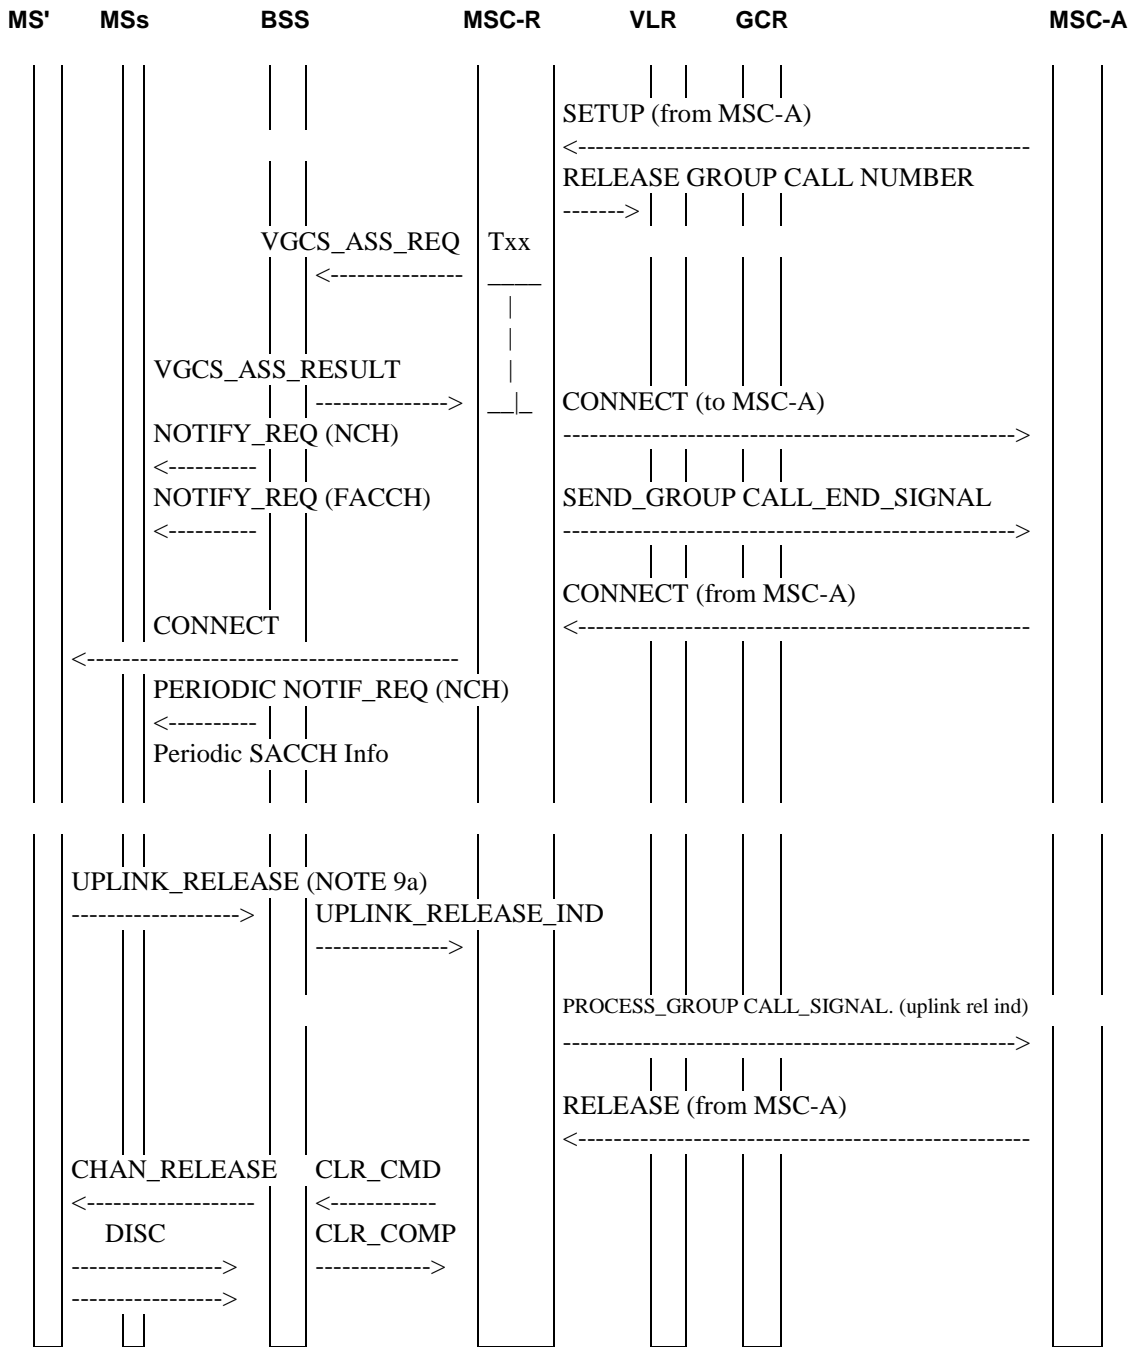 MS' MSs BSS MSC-R VLR GCR MSC-A
SETUP (from MSC-A)
<---------------------------------------------------
RELEASE GROUP CALL NUMBER
------->
VGCS_ASS_REQ Txx
<--------------- ____
|
|
VGCS_ASS_RESULT |
---------------> __|_ CONNECT (to MSC-A)
NOTIFY_REQ (NCH) --------------------------------------------------->
<----------
NOTIFY_REQ (FACCH) SEND_GROUP CALL_END_SIGNAL
<---------- --------------------------------------------------->
CONNECT (from MSC-A)
CONNECT <---------------------------------------------------
<------------------------------------------
PERIODIC NOTIF_REQ (NCH)
<----------
Periodic SACCH Info
UPLINK_RELEASE (NOTE 9a)
-------------------> UPLINK_RELEASE_IND
--------------->
PROCESS_GROUP CALL_SIGNAL. (uplink rel ind)
--------------------------------------------------->
RELEASE (from MSC-A)
<---------------------------------------------------
CHAN_RELEASE CLR_CMD
<------------------- <------------
DISC CLR_COMP
-----------------> ------------->
----------------->